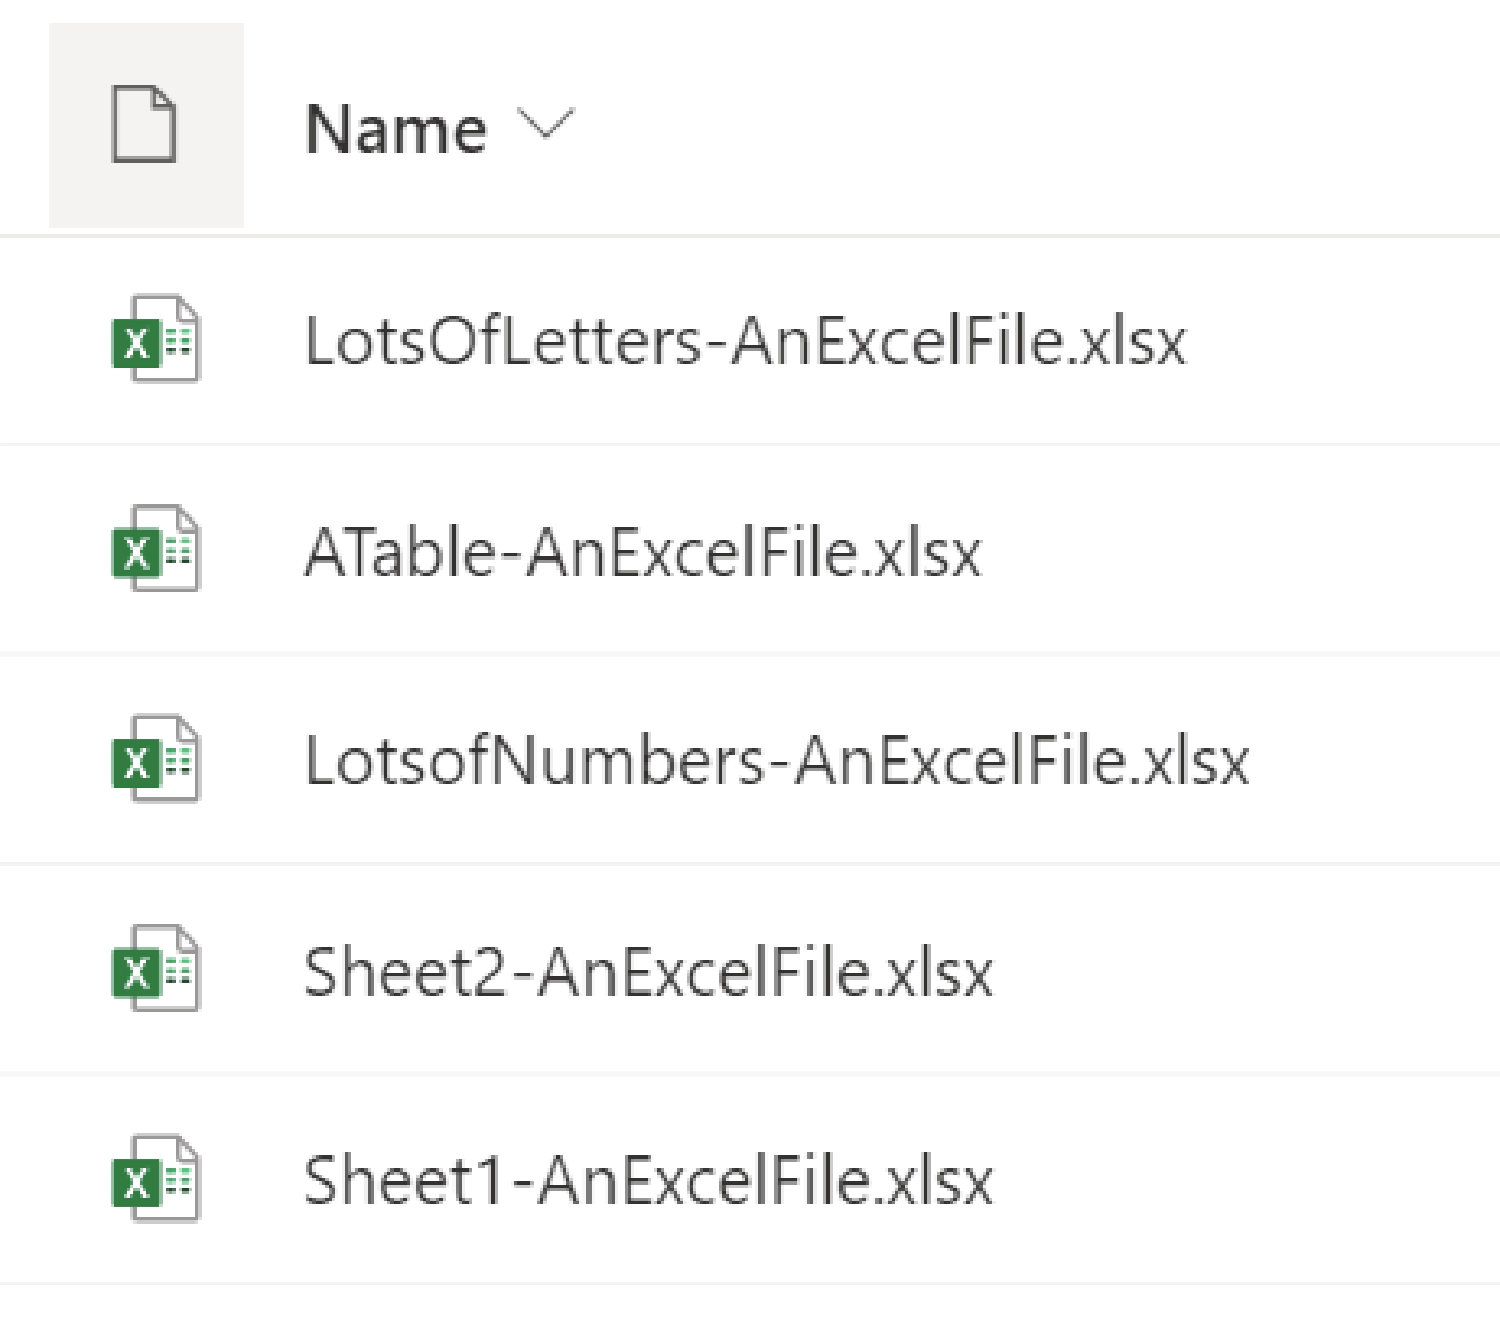 Name
LotsOfLetters-AnExcelFile.xlsx
ATable-AnExcelFile.xlsx
LotsofNumbers-AnExcelFile.xlsx
Sheet2-AnExcelFile.xlsx
Sheet1-AnExcelFile.xlsx